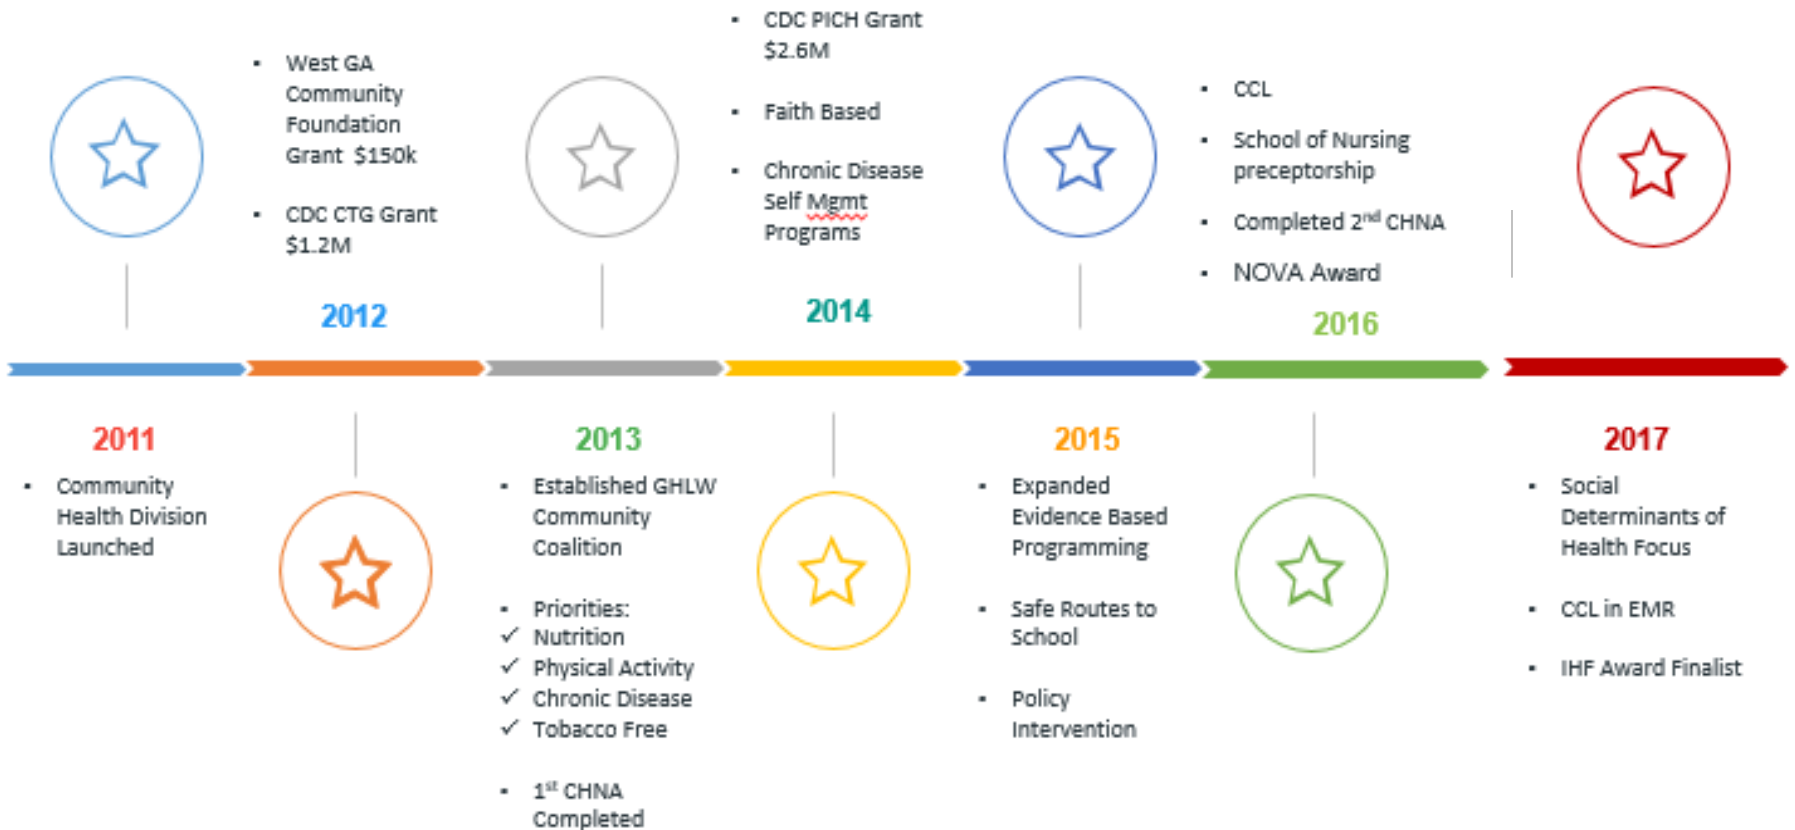 2011
▪ Community
Health Division
Launched
▪ West GA
Community
Foundation
Grant $150k
▪ CDC CTG Grant
$1.2M
2012
2013
▪ Established GHLW
Community
Coalition
▪ Priorities:
✓ Nutrition
✓ Physical Activity
✓ Chronic Disease
✓ Tobacco Free
▪ 1st CHNA
Completed
▪ CDC PICH Grant
$2.6M
▪ Faith Based
▪ Chronic Disease
Self Mgmt
Programs
2014
2015
▪ Expanded
Evidence Based
Programming
▪ Safe Routes to
School
▪ Policy
Intervention
▪ CCL
▪ School of Nursing
preceptorship
▪ Completed 2nd CHNA
▪ NOVA Award
2016
2017
▪ Social
Determinants of
Health Focus
▪ CCL in EMR
▪ IHF Award Finalist